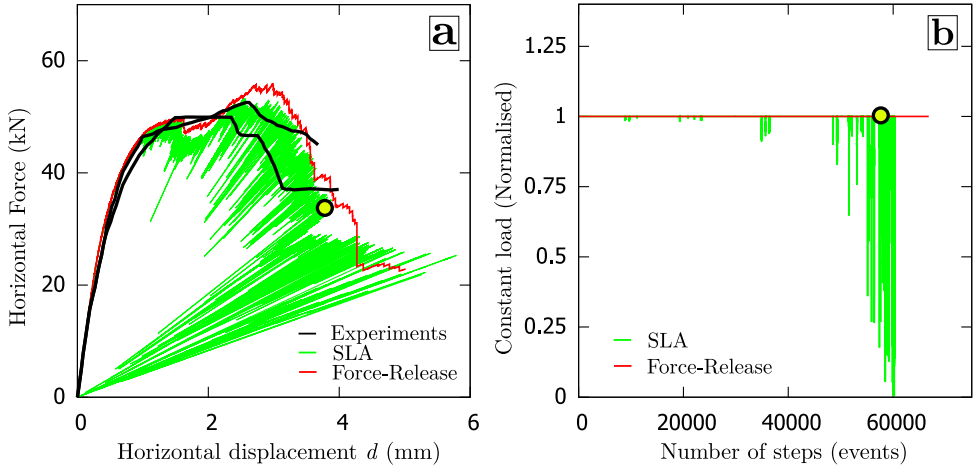 a
Horizontal Force (kN)
60
40
20
0
Experiments
SLA
Force-Release
0 2 4 6
Horizontal displacement d (mm)
b
Constant load (Normalised)
1.25
1
0.75
0.5
0.25
0
SLA
Force-Release
0 20000 40000 60000
Number of steps (events)